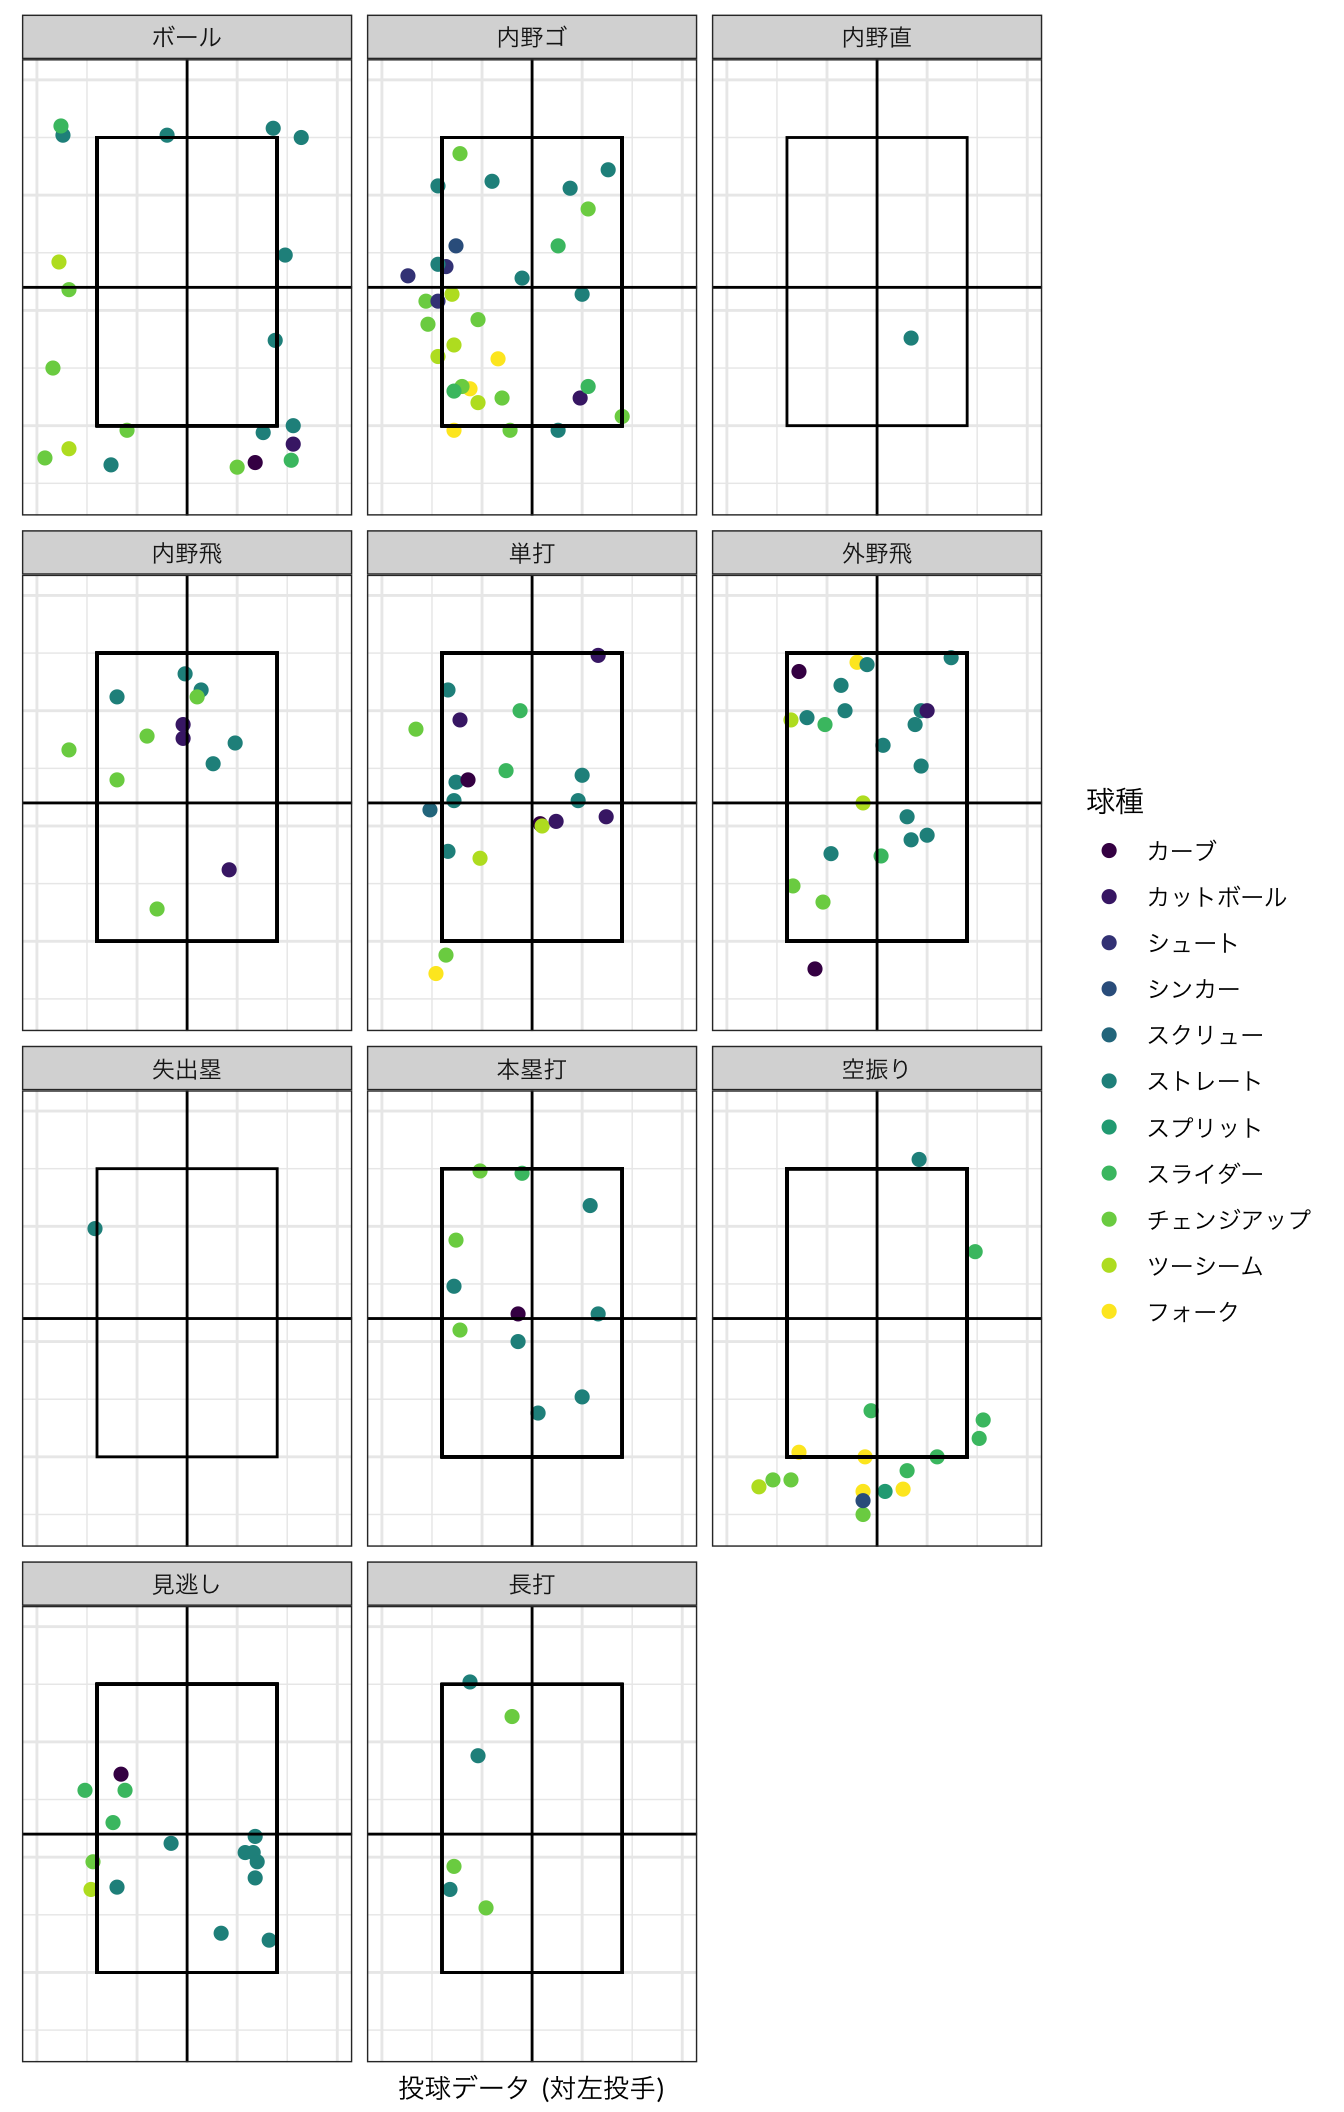 ボール
内野ゴ
内野直
内野飛
単打
外野飛
失出塁
本塁打
空振り
見逃し
長打
球種
カーブ
カットボール
シュート
シンカー
スクリュー
ストレート
スプリット
スライダー
チェンジアップ
ツーシーム
フォーク
投球データ (対左投手)